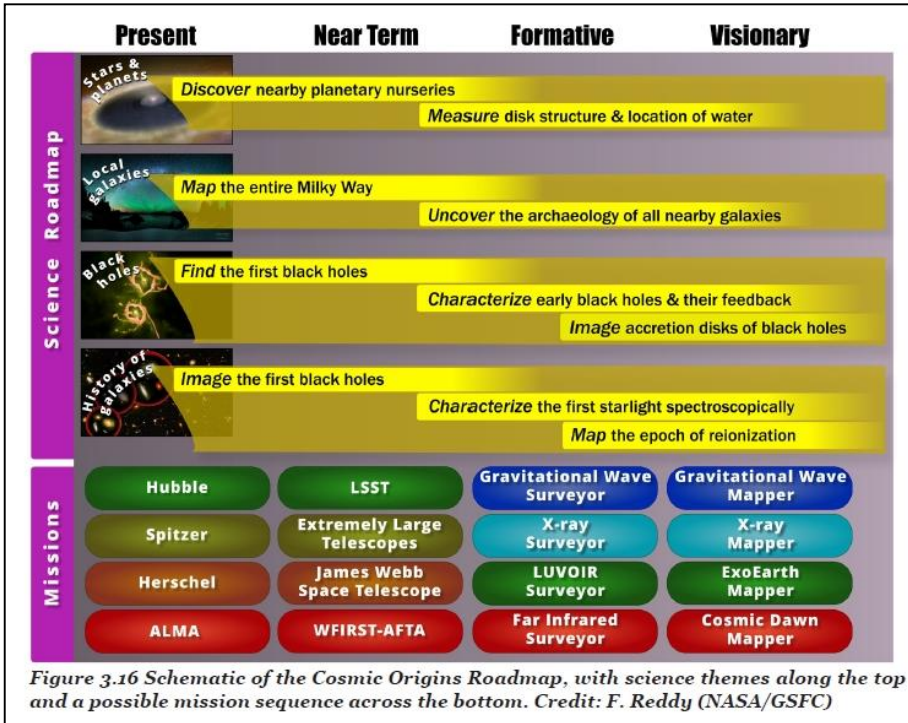 Present Near Term Formative Visionary
Science Roadmap
Stars &
planets
Discover nearby planetary nurseries
Measure disk structure & location of water
Local
galaxies
Map the entire Milky Way
Uncover the archaeology of all nearby galaxies
Black
holes
Find the first black holes
Characterize early black holes & their feedback
Image accretion disks of black holes
History of
galaxies
Image the first black holes
Characterize the first starlight spectroscopically
Map the epoch of reionization
Missions
Hubble
LSST
Gravitational Wave
Surveyor
Gravitational Wave
Mapper
Spitzer
Extremely Large
Telescopes
X-ray
Surveyor
X-ray
Mapper
Herschel
James Webb
Space Telescope
LUVOIR
Surveyor
ExoEarth
Mapper
ALMA
WFIRST-AFTA
Far Infrared
Surveyor
Cosmic Dawn
Mapper
Figure 3.16 Schematic of the Cosmic Origins Roadmap, with science themes along the top
and a possible mission sequence across the bottom. Credit: F. Reddy (NASA/GSFC)